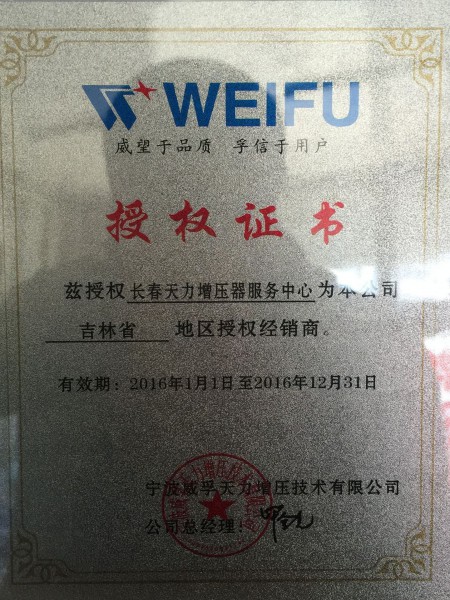 WEIFU
威望于品质 孚信于用户
授权证书
兹授权 长春天力增压器服务中心 为本公司
吉林省 地区授权经销商。
有效期：2016年1月1日至2016年12月31日
宁波威孚天力增压技术有限公司
公司总经理：